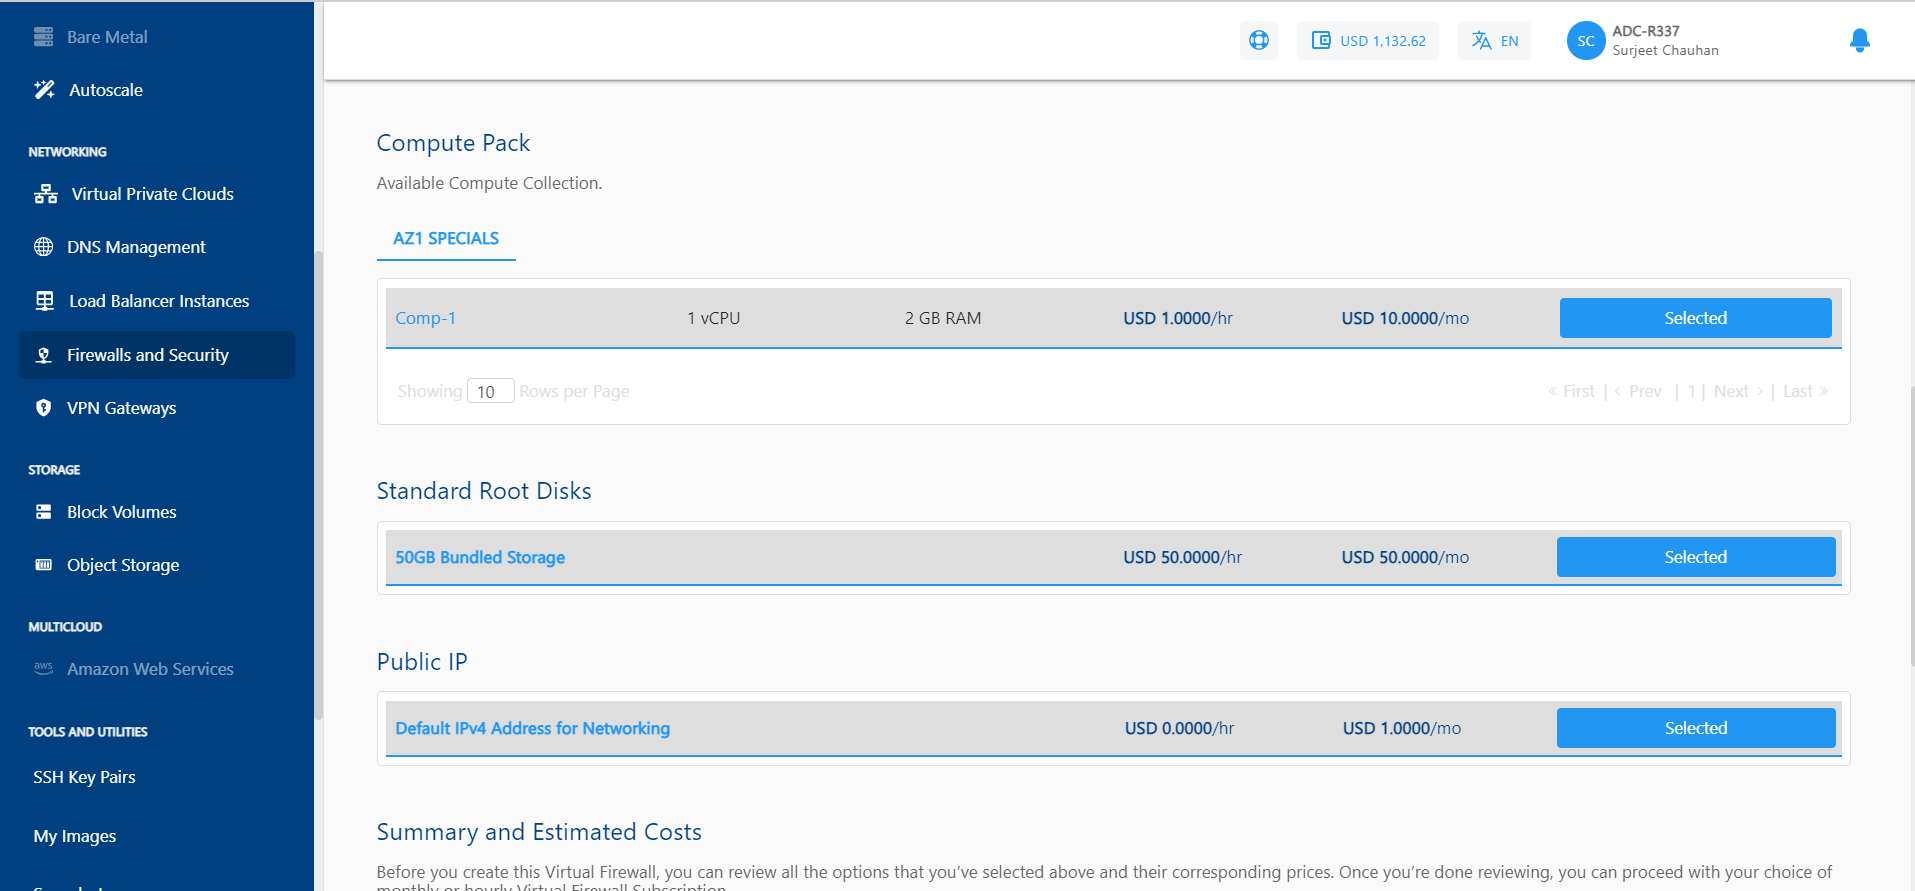 Bare Metal
Autoscale
NETWORKING
Virtual Private Clouds
DNS Management
Load Balancer Instances
Firewalls and Security
VPN Gateways
STORAGE
Block Volumes
Object Storage
MULTICLOUD
aws Amazon Web Services
TOOLS AND UTILITIES
SSH Key Pairs
My Images
USD 1,132.62
EN
SC
ADC-R337
Surjeet Chauhan
Compute Pack
Available Compute Collection.
AZ1 SPECIALS
Comp-1 1 vCPU 2 GB RAM USD 1.0000/hr USD 10.0000/mo Selected
Showing 10 Rows per Page « First | ‹ Prev | 1 | Next › | Last »
Standard Root Disks
50GB Bundled Storage USD 50.0000/hr USD 50.0000/mo Selected
Public IP
Default IPv4 Address for Networking USD 0.0000/hr USD 1.0000/mo Selected
Summary and Estimated Costs
Before you create this Virtual Firewall, you can review all the options that you've selected above and their corresponding prices. Once you're done reviewing, you can proceed with your choice of
monthly or hourly Virtual Firewall Subscription.